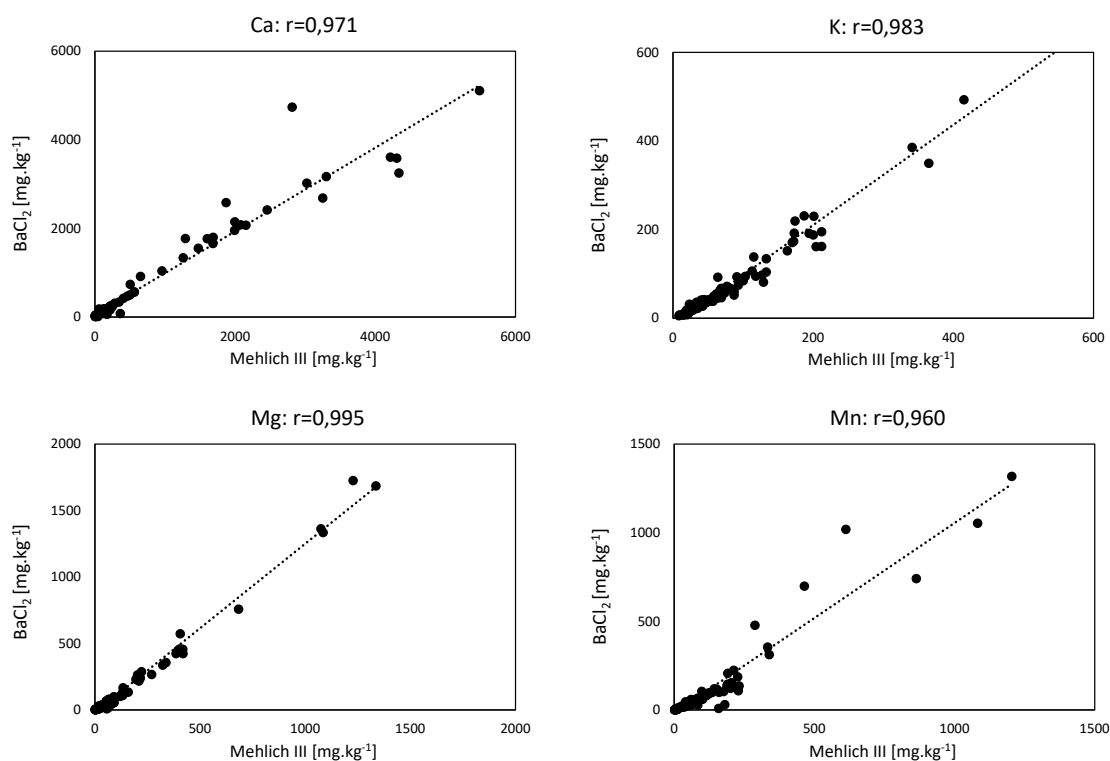 Ca: r=0,971
6000
4000
2000
0
BaCl₂ [mg.kg⁻¹]
0 2000 4000 6000
Mehlich III [mg.kg⁻¹]
K: r=0,983
600
400
200
0
BaCl₂ [mg.kg⁻¹]
0 200 400 600
Mehlich III [mg.kg⁻¹]
Mg: r=0,995
2000
1500
1000
500
0
BaCl₂ [mg.kg⁻¹]
0 500 1000 1500 2000
Mehlich III [mg.kg⁻¹]
Mn: r=0,960
1500
1000
500
0
BaCl₂ [mg.kg⁻¹]
0 500 1000 1500
Mehlich III [mg.kg⁻¹]